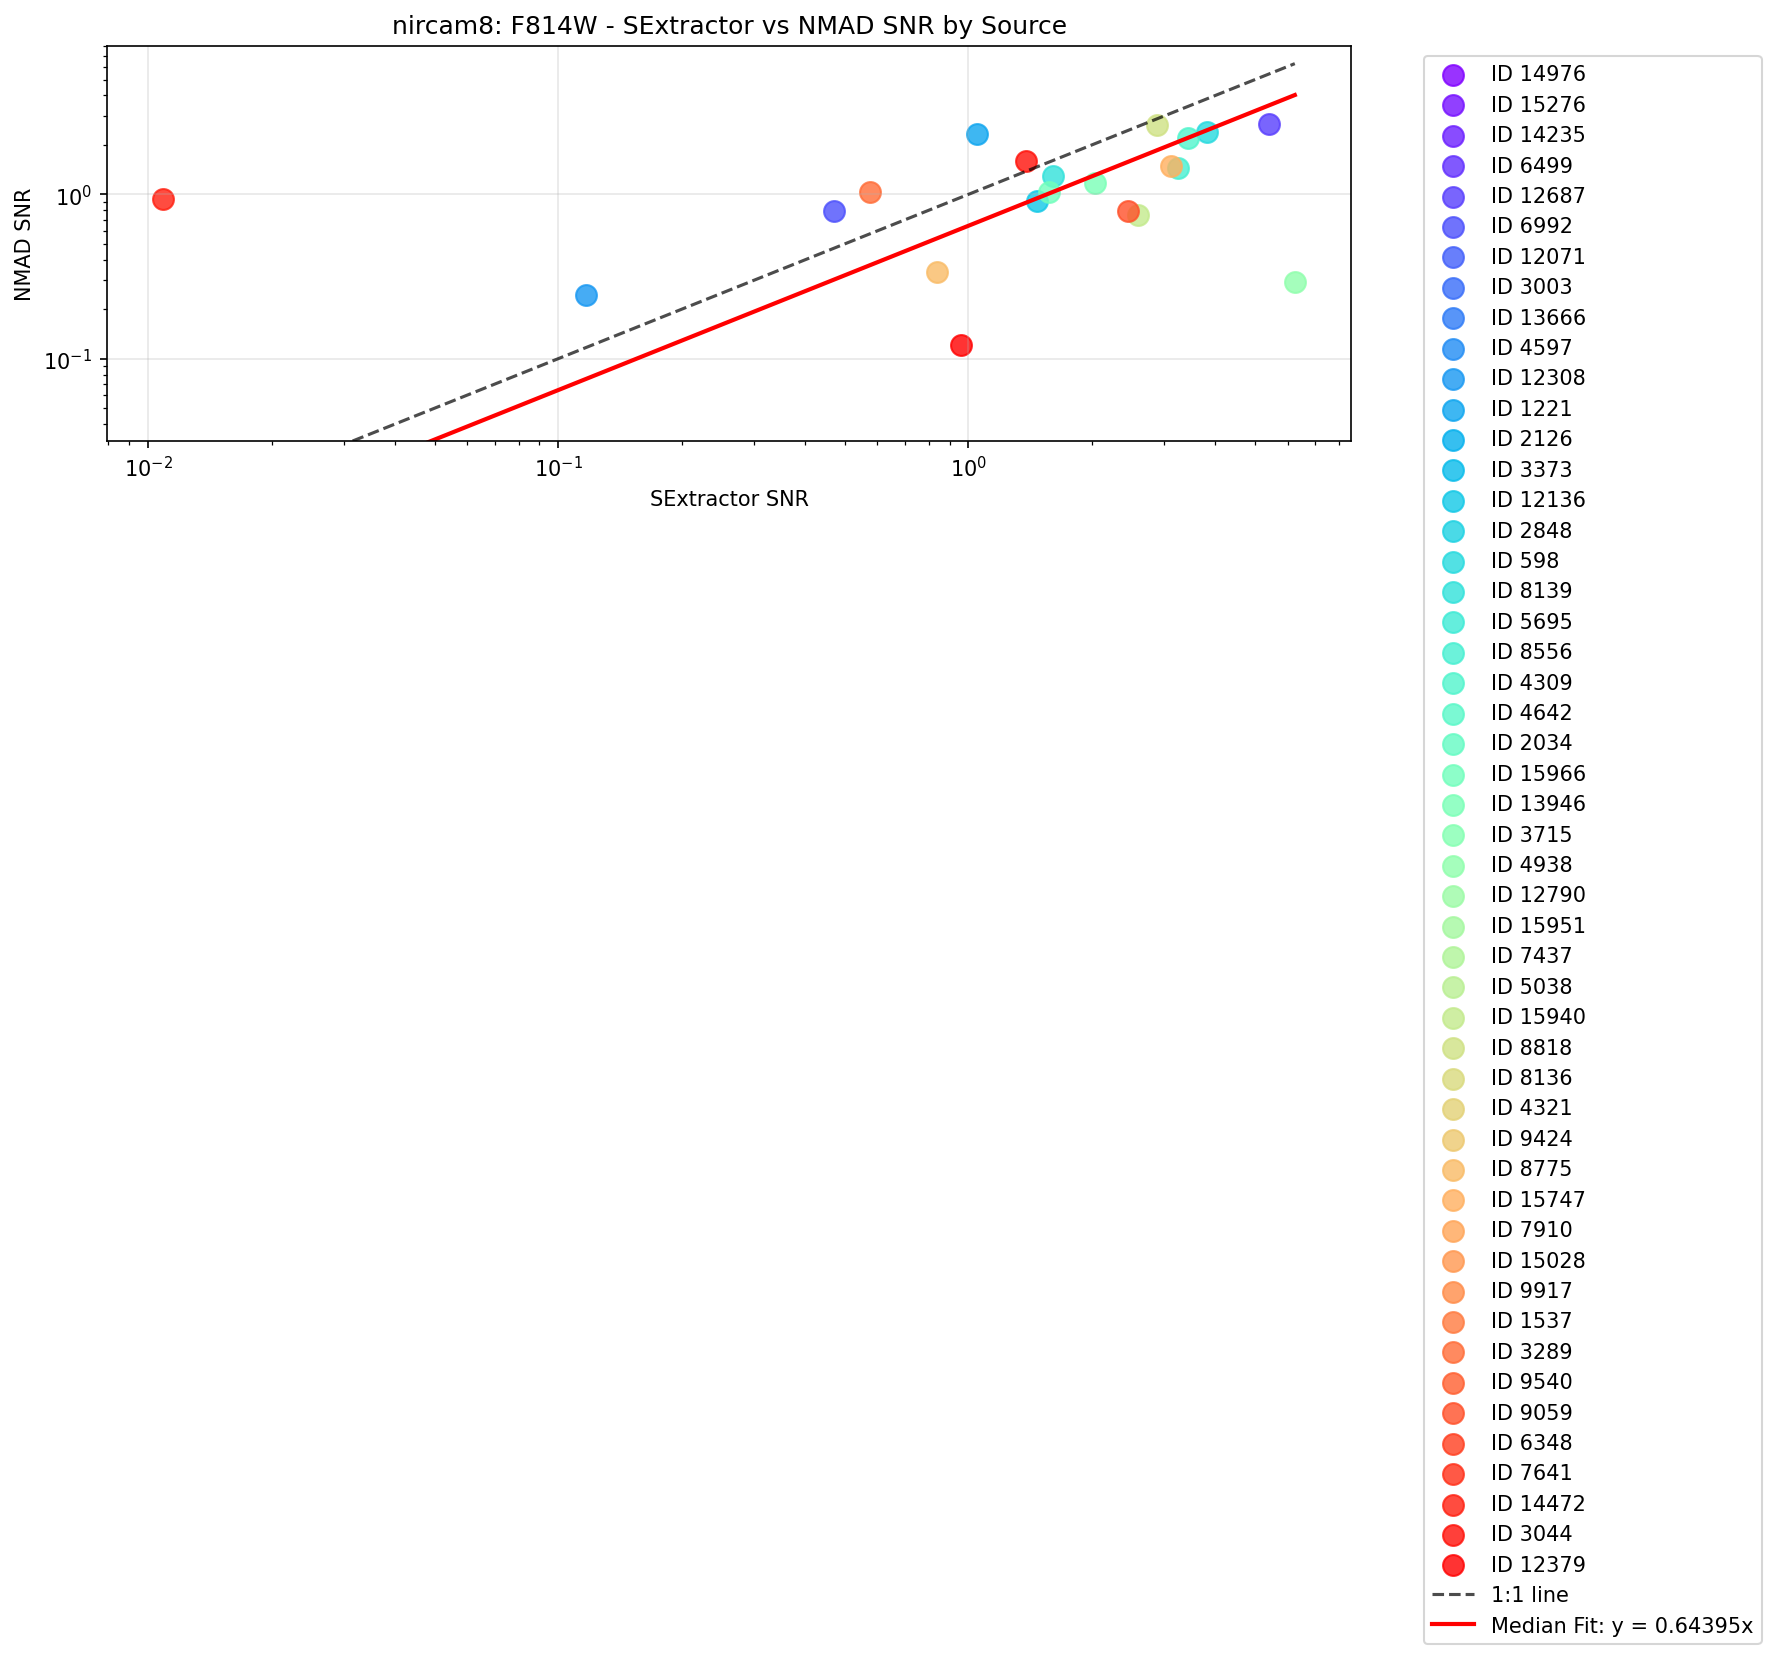 nircam8: F814W - SExtractor vs NMAD SNR by Source
NMAD SNR
10⁰
10⁻¹
10⁻²
10⁻¹
10⁰
SExtractor SNR
ID 14976
ID 15276
ID 14235
ID 6499
ID 12687
ID 6992
ID 12071
ID 3003
ID 13666
ID 4597
ID 12308
ID 1221
ID 2126
ID 3373
ID 12136
ID 2848
ID 598
ID 8139
ID 5695
ID 8556
ID 4309
ID 4642
ID 2034
ID 15966
ID 13946
ID 3715
ID 4938
ID 12790
ID 15951
ID 7437
ID 5038
ID 15940
ID 8818
ID 8136
ID 4321
ID 9424
ID 8775
ID 15747
ID 7910
ID 15028
ID 9917
ID 1537
ID 3289
ID 9540
ID 9059
ID 6348
ID 7641
ID 14472
ID 3044
ID 12379
1:1 line
Median Fit: y = 0.64395x